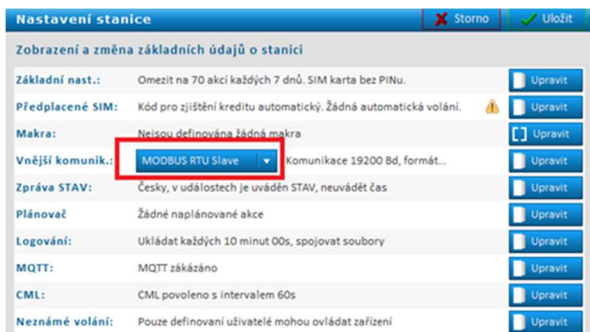 Nastavení stanice Storno Uložit
Zobrazení a změna základních údajů o stanici
Základní nast.: Omezit na 70 akcí každých 7 dnů. SIM karta bez PINu. Upravit
Předplacené SIM: Kód pro zjištění kreditu automatický. Žádná automatická volání. Upravit
Makra: Nejsou definována žádná makra Upravit
Vnější komunik.: MODBUS RTU Slave Komunikace 19200 Bd, formát... Upravit
Zpráva STAV: Česky, v událostech je uváděn STAV, neuvádět čas Upravit
Plánovač Žádné naplánované akce Upravit
Logování: Ukládat každých 10 minut 00s, spojovat soubory Upravit
MQTT: MQTT zákázáno Upravit
CML: CML povoleno s intervalem 60s Upravit
Neznámé volání: Pouze definovaní uživatelé mohou ovládat zařízení Upravit